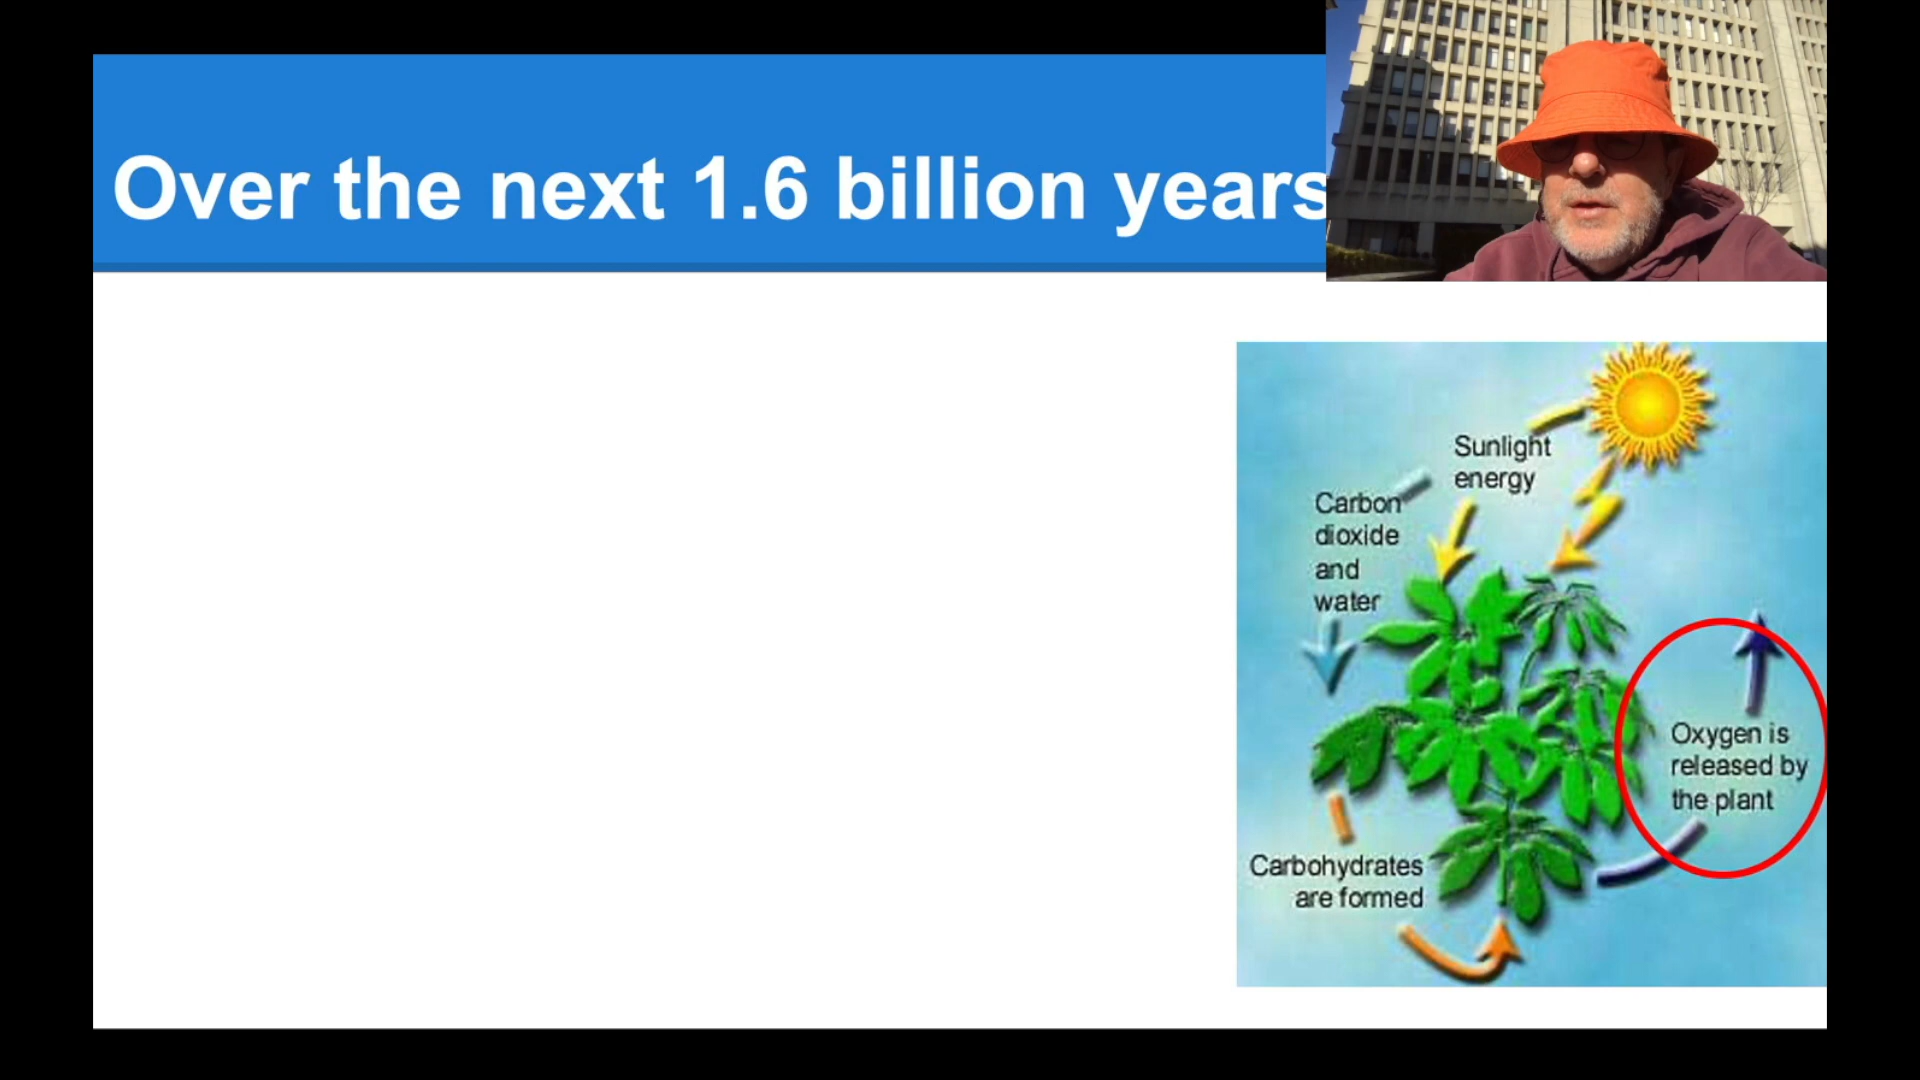 Over the next 1.6 billion years
Sunlight
energy
Carbon
dioxide
and
water
Oxygen is
released by
the plant
Carbohydrates
are formed